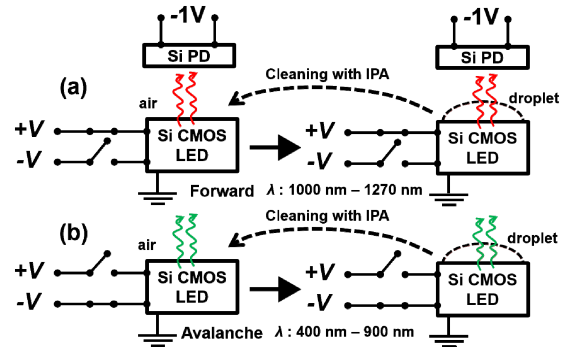 -1V
-1V
Si PD
Si PD
(a)
Cleaning with IPA
air
droplet
+V
-V
Si CMOS
LED
+V
-V
Si CMOS
LED
Forward λ : 1000 nm – 1270 nm
(b)
Cleaning with IPA
air
droplet
+V
-V
Si CMOS
LED
+V
-V
Si CMOS
LED
Avalanche λ : 400 nm – 900 nm